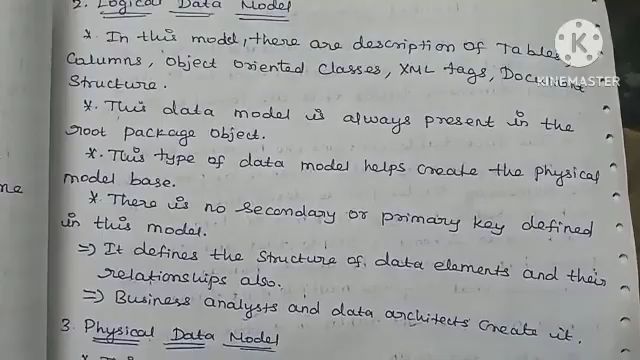 2. Logical Data Model
* In this model, there are description of Tables,
Columns, Object oriented classes, XML tags, Document
Structure.
* This data model is always present in the
root package object.
* This type of data model helps create the physical
model base.
* There is no secondary or primary key defined
in this model.
⇒ It defines the structure of data elements and their
relationships also.
⇒ Business analysts and data architects create it.
3. Physical Data Model
KINEMASTER